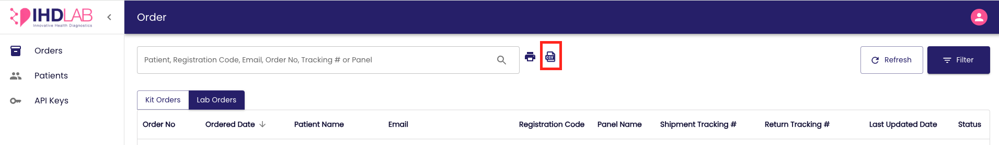 IHDLAB
Innovative Health Diagnostics
Order
Orders
Patients
API Keys
Patient, Registration Code, Email, Order No, Tracking # or Panel
CSV
Refresh
Filter
Kit Orders
Lab Orders
Order No
Ordered Date
Patient Name
Email
Registration Code
Panel Name
Shipment Tracking #
Return Tracking #
Last Updated Date
Status